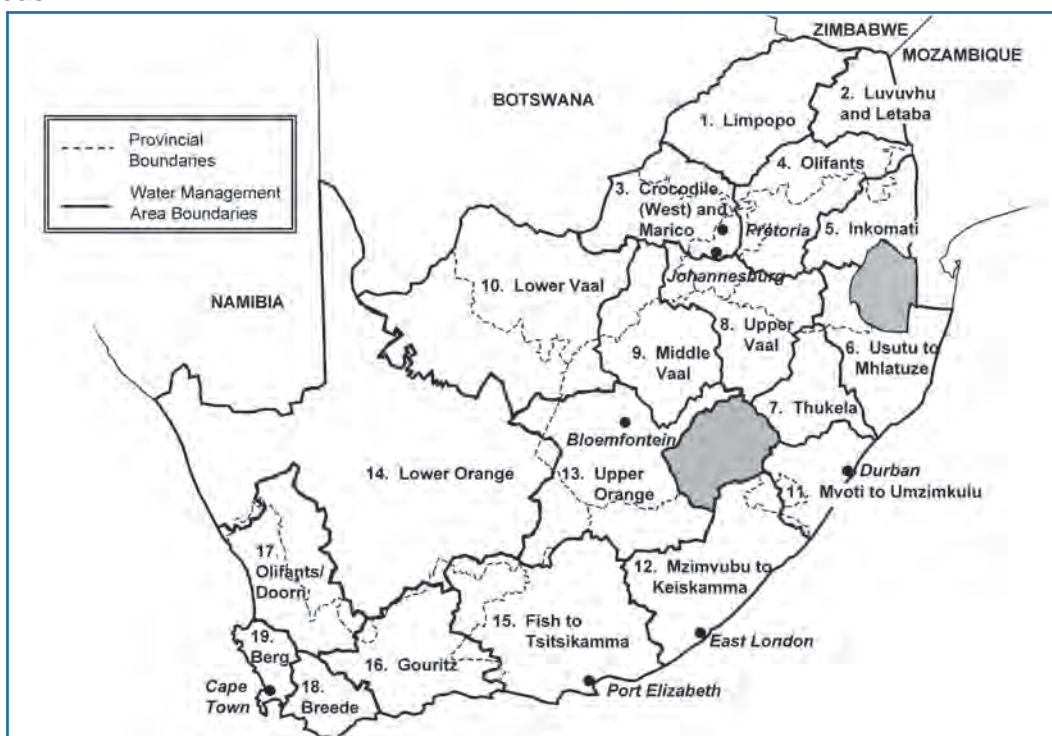 ZIMBABWE
MOZAMBIQUE
BOTSWANA
2. Luvuvhu
and Letaba
1. Limpopo
Provincial
Boundaries
Water Management
Area Boundaries
4. Olifants
3. Crocodile
(West) and
Marico
Pretoria
5. Inkomati
Johannesburg
10. Lower Vaal
NAMIBIA
8. Upper
Vaal
9. Middle
Vaal
6. Usutu to
Mhlatuze
7. Thukela
Bloemfontein
14. Lower Orange
13. Upper
Orange
Durban
11.
Mvoti to Umzimkulu
17.
Olifants/
Doorn
12. Mzimvubu to
Keiskamma
15. Fish to
Tsitsikamma
19.
Berg
16. Gouritz
East London
Cape
Town
18.
Breede
Port Elizabeth